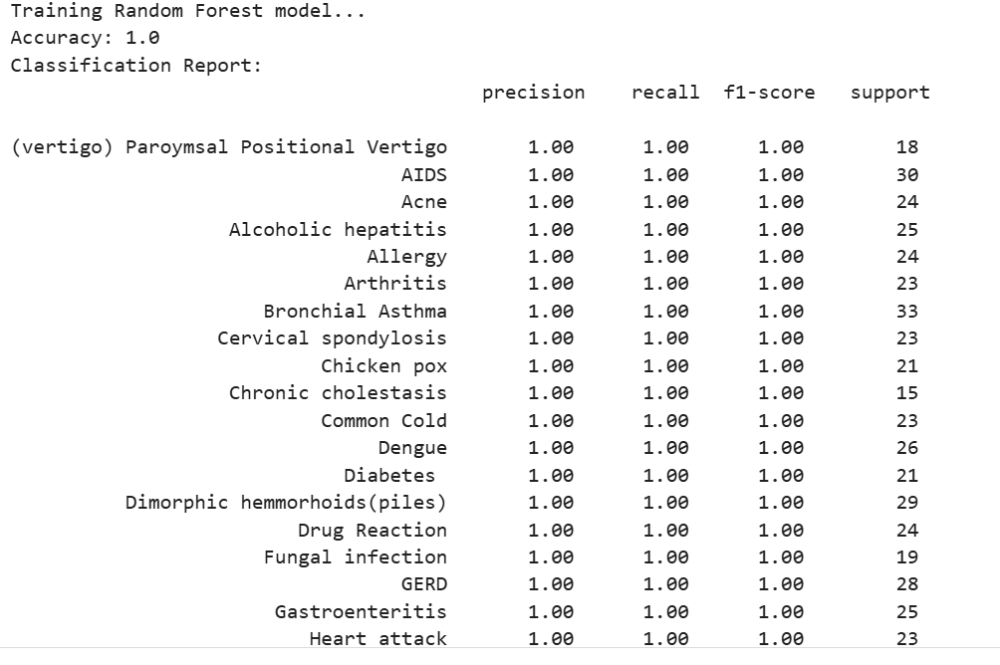 Training Random Forest model...
Accuracy: 1.0
Classification Report:
precision recall f1-score support
(vertigo) Paroymsal Positional Vertigo 1.00 1.00 1.00 18
AIDS 1.00 1.00 1.00 30
Acne 1.00 1.00 1.00 24
Alcoholic hepatitis 1.00 1.00 1.00 25
Allergy 1.00 1.00 1.00 24
Arthritis 1.00 1.00 1.00 23
Bronchial Asthma 1.00 1.00 1.00 33
Cervical spondylosis 1.00 1.00 1.00 23
Chicken pox 1.00 1.00 1.00 21
Chronic cholestasis 1.00 1.00 1.00 15
Common Cold 1.00 1.00 1.00 23
Dengue 1.00 1.00 1.00 26
Diabetes 1.00 1.00 1.00 21
Dimorphic hemmorhoids(piles) 1.00 1.00 1.00 29
Drug Reaction 1.00 1.00 1.00 24
Fungal infection 1.00 1.00 1.00 19
GERD 1.00 1.00 1.00 28
Gastroenteritis 1.00 1.00 1.00 25
Heart attack 1.00 1.00 1.00 23